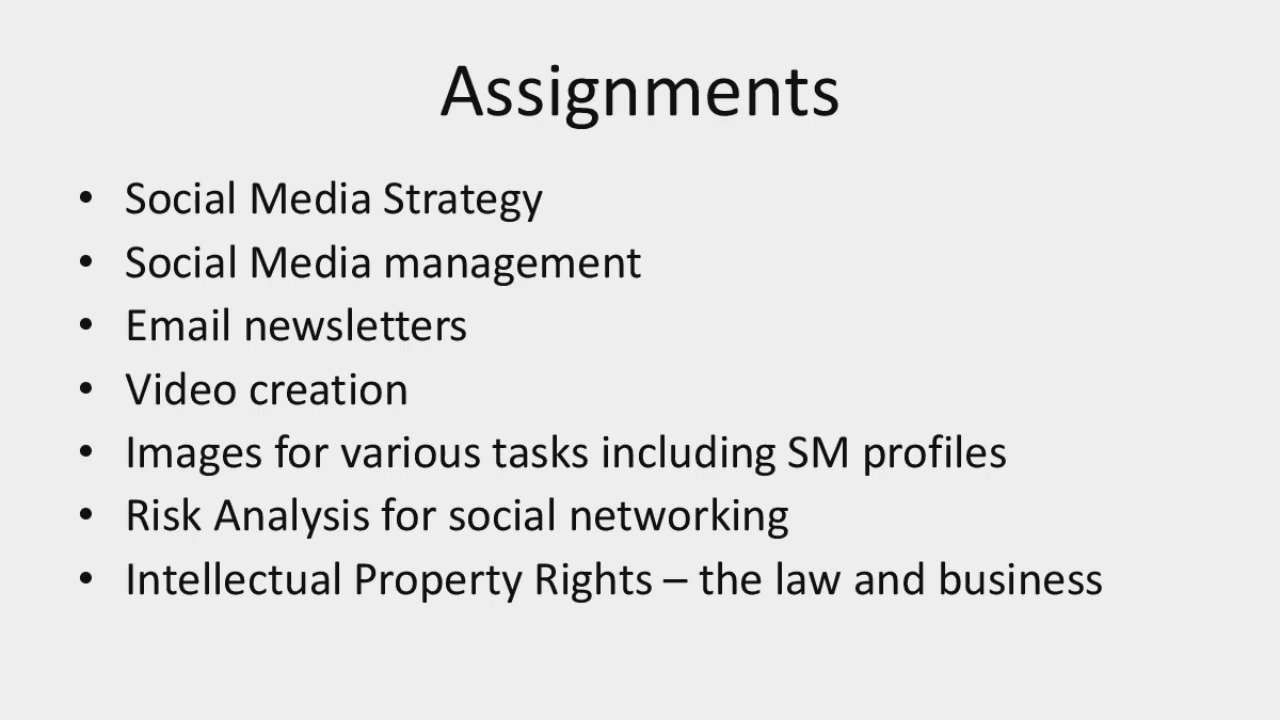 Assignments
• Social Media Strategy
• Social Media management
• Email newsletters
• Video creation
• Images for various tasks including SM profiles
• Risk Analysis for social networking
• Intellectual Property Rights – the law and business